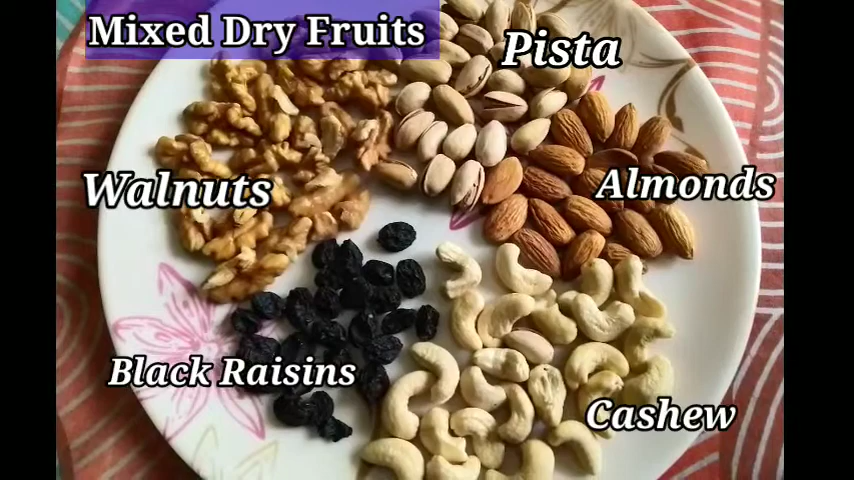 Mixed Dry Fruits
Pista
Walnuts
Almonds
Black Raisins
Cashew